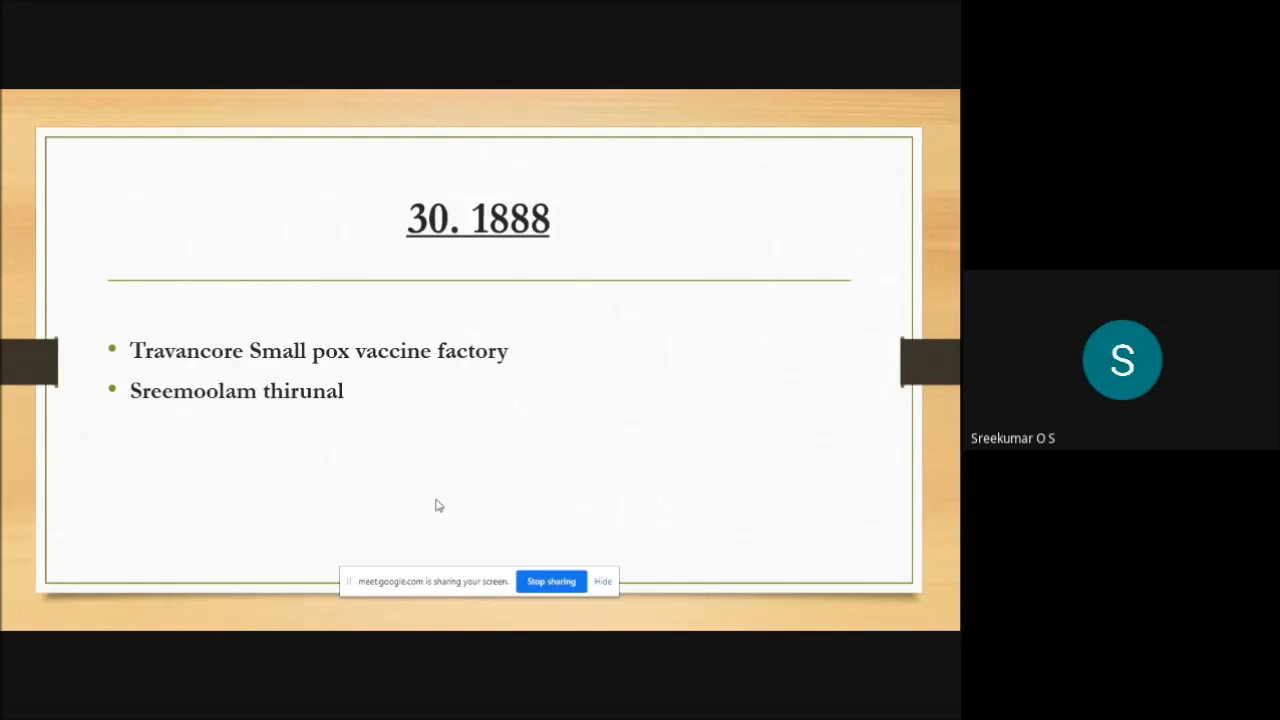 30. 1888
• Travancore Small pox vaccine factory
• Sreemoolam thirunal
meet.google.com is sharing your screen. Stop sharing Hide
S
Sreekumar O S